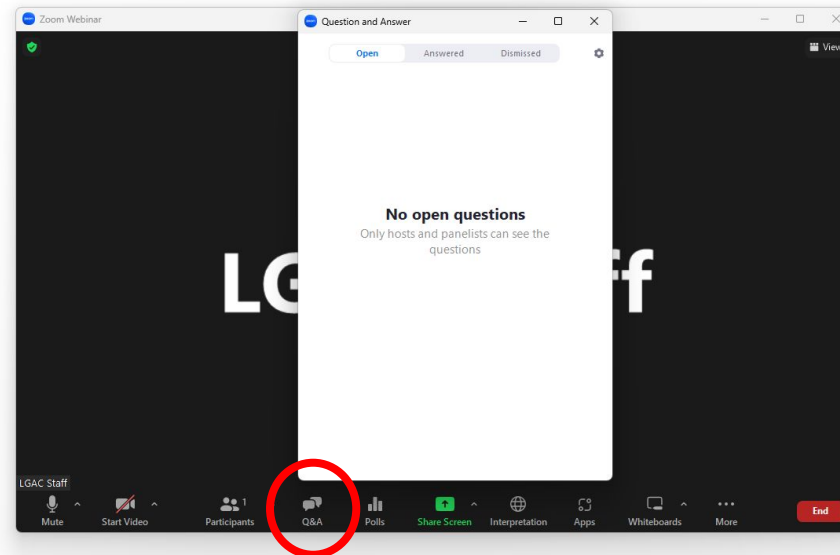 Zoom Webinar
Question and Answer
Open Answered Dismissed
View
No open questions
Only hosts and panelists can see the
questions
LGAC Staff
1
Mute Start Video Participants Q&A Polls Share Screen Interpretation Apps Whiteboards More End